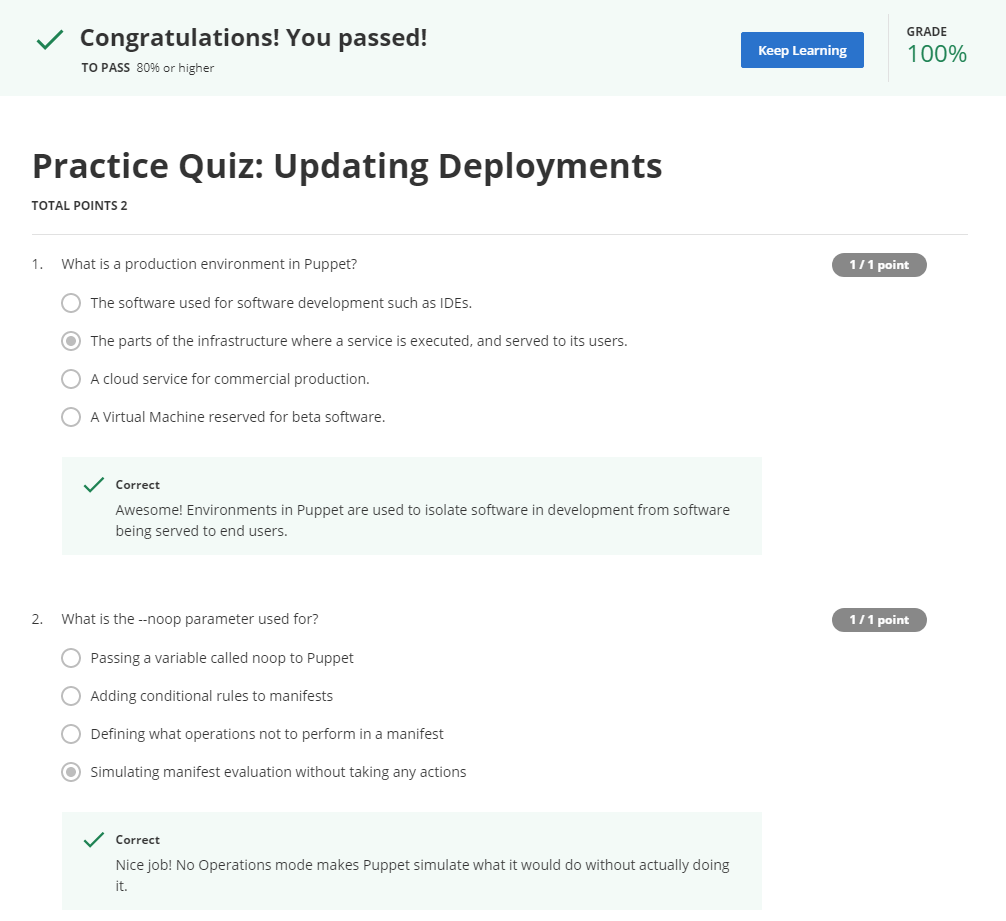 Congratulations! You passed!
TO PASS 80% or higher
Keep Learning
GRADE
100%
Practice Quiz: Updating Deployments
TOTAL POINTS 2
1. What is a production environment in Puppet?
1 / 1 point
The software used for software development such as IDEs.
The parts of the infrastructure where a service is executed, and served to its users.
A cloud service for commercial production.
A Virtual Machine reserved for beta software.
Correct
Awesome! Environments in Puppet are used to isolate software in development from software
being served to end users.
2. What is the --noop parameter used for?
1 / 1 point
Passing a variable called noop to Puppet
Adding conditional rules to manifests
Defining what operations not to perform in a manifest
Simulating manifest evaluation without taking any actions
Correct
Nice job! No Operations mode makes Puppet simulate what it would do without actually doing
it.